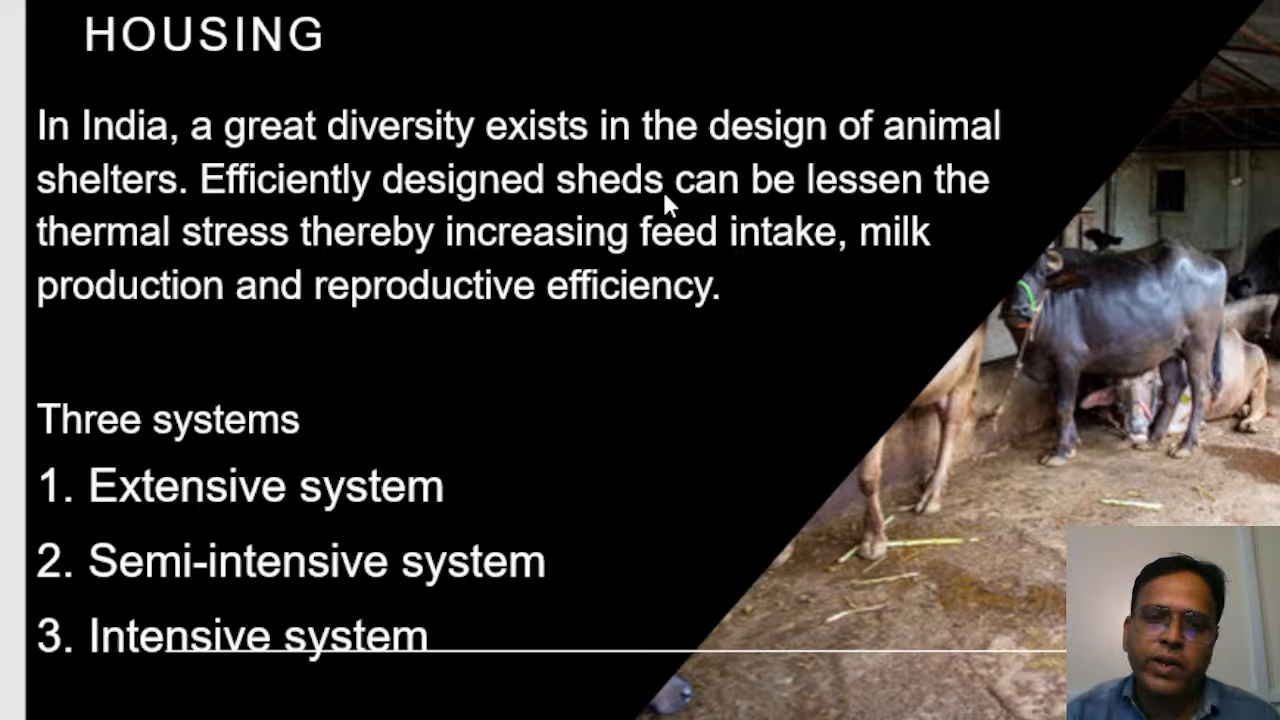 HOUSING
In India, a great diversity exists in the design of animal
shelters. Efficiently designed sheds can be lessen the
thermal stress thereby increasing feed intake, milk
production and reproductive efficiency.
Three systems
1. Extensive system
2. Semi-intensive system
3. Intensive system